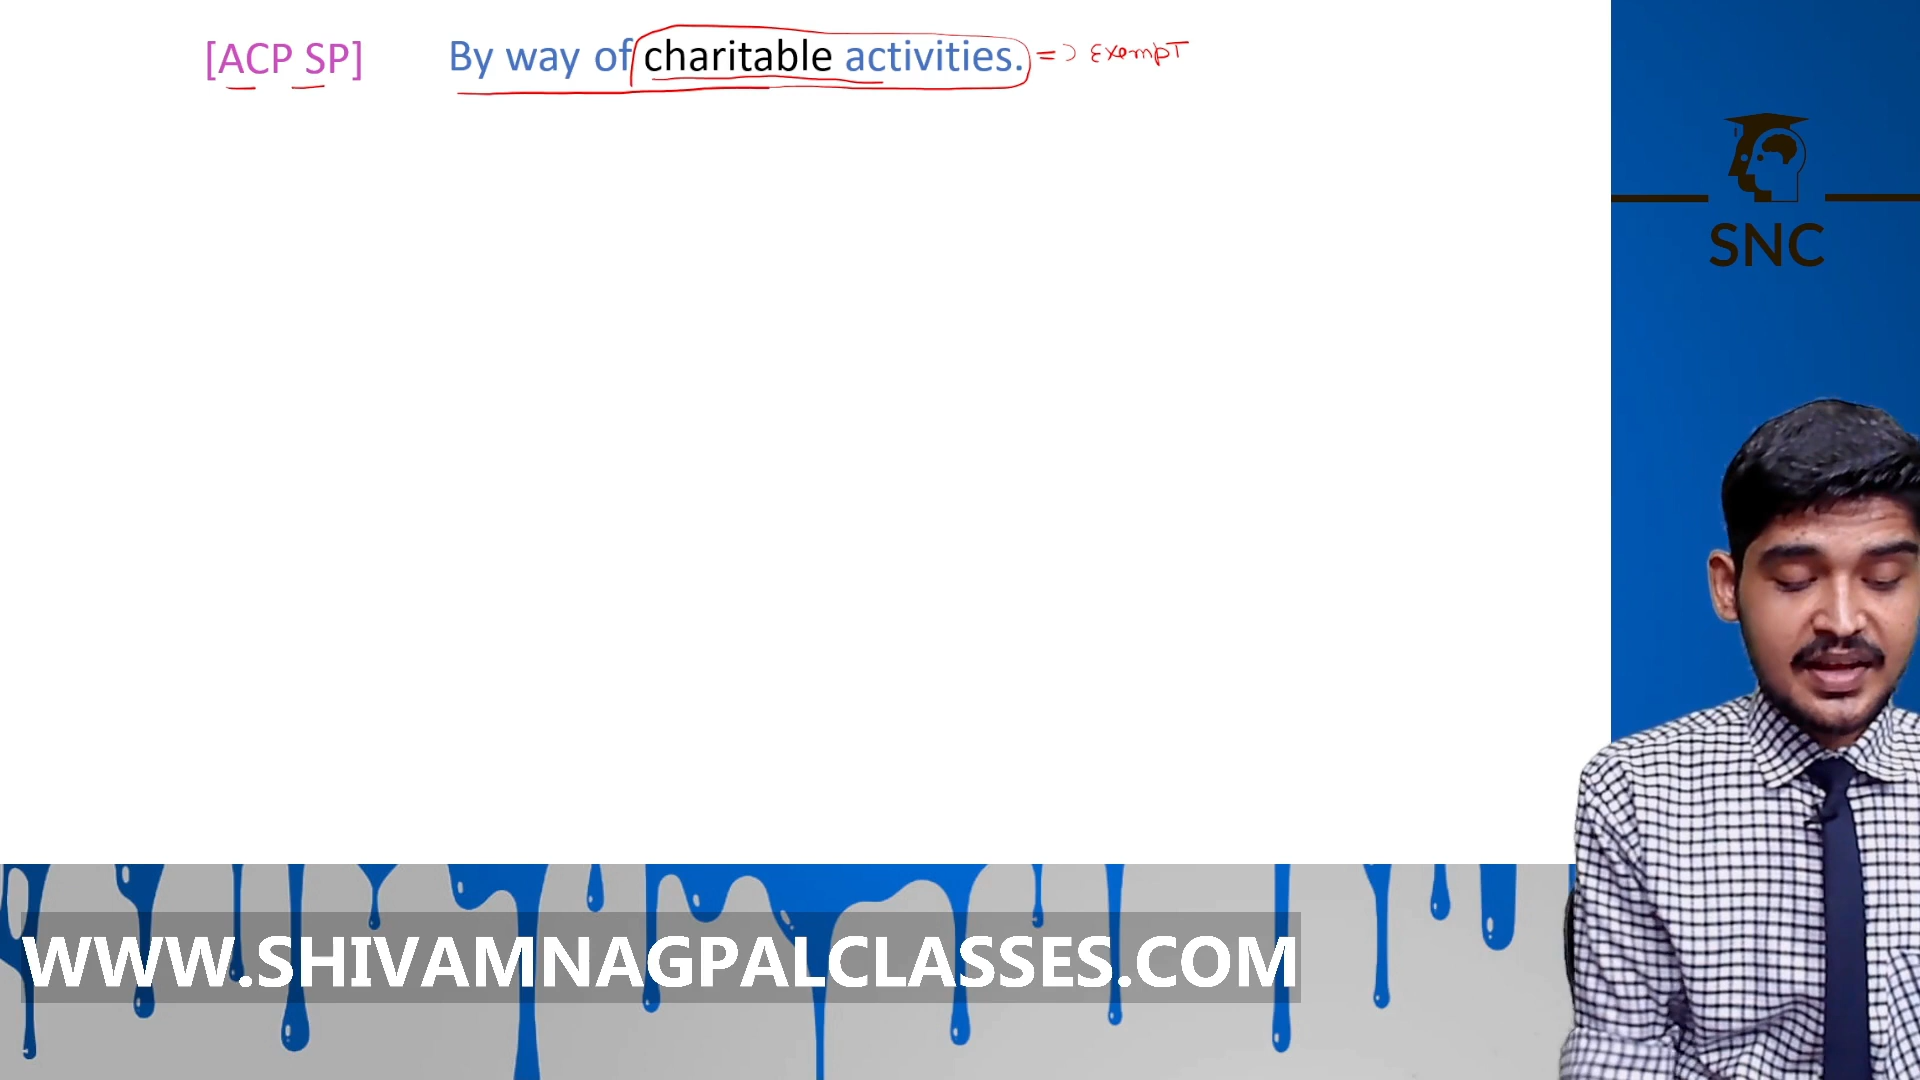 [ACP SP] By way of charitable activities. => Exempt
SNC
WWW.SHIVAMNAGPALCLASSES.COM